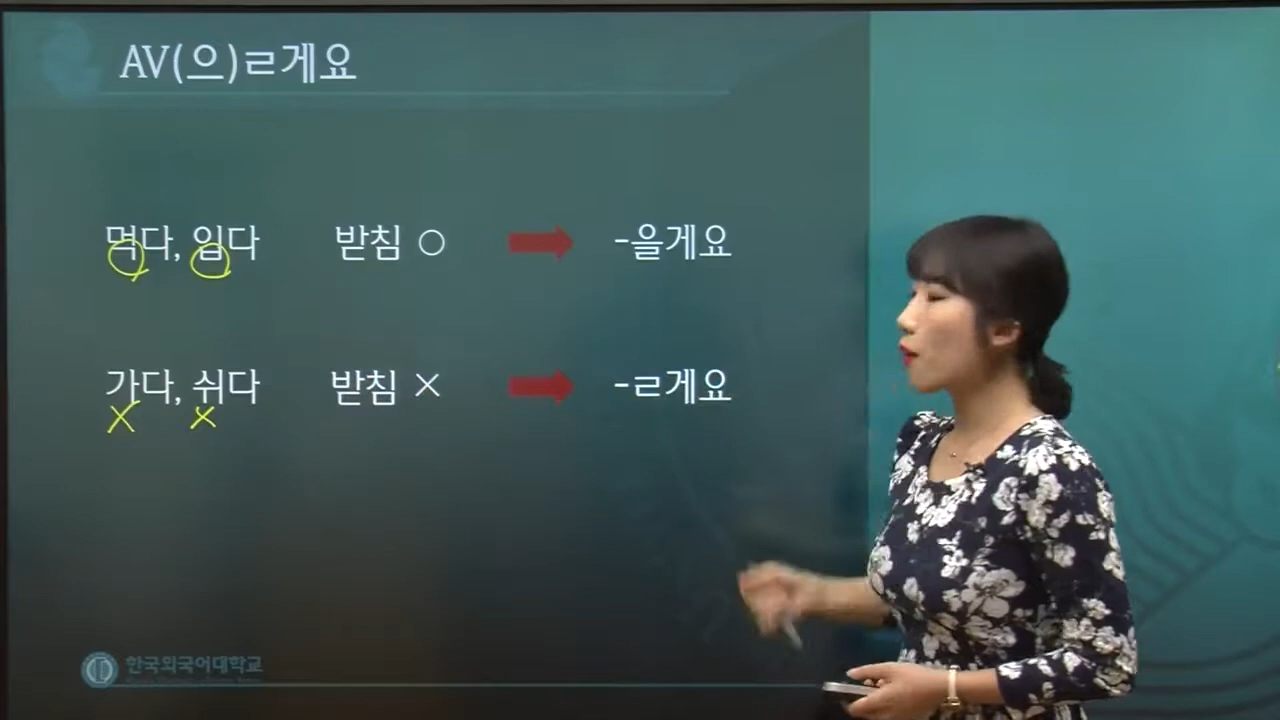 AV(으)ㄹ게요
먹다, 입다 받침 ○ -을게요
가다, 쉬다 받침 × -ㄹ게요
한국외국어대학교